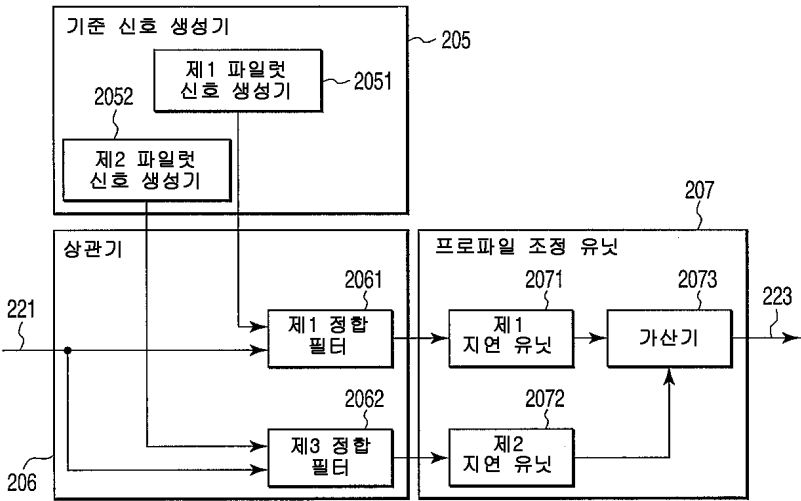 기준 신호 생성기
205
제1 파일럿
신호 생성기
2051
2052
제2 파일럿
신호 생성기
207
상관기
프로파일 조정 유닛
2061
2071
2073
221
제1 정합
필터
제1
지연 유닛
가산기
223
2062
2072
제3 정합
필터
제2
지연 유닛
206